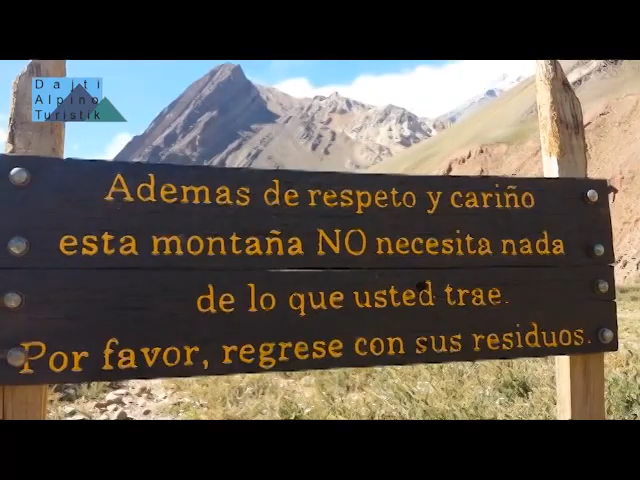 Dajti
Alpino
Turistik
Ademas de respeto y cariño
esta montaña NO necesita nada
de lo que usted trae.
Por favor, regrese con sus residuos.